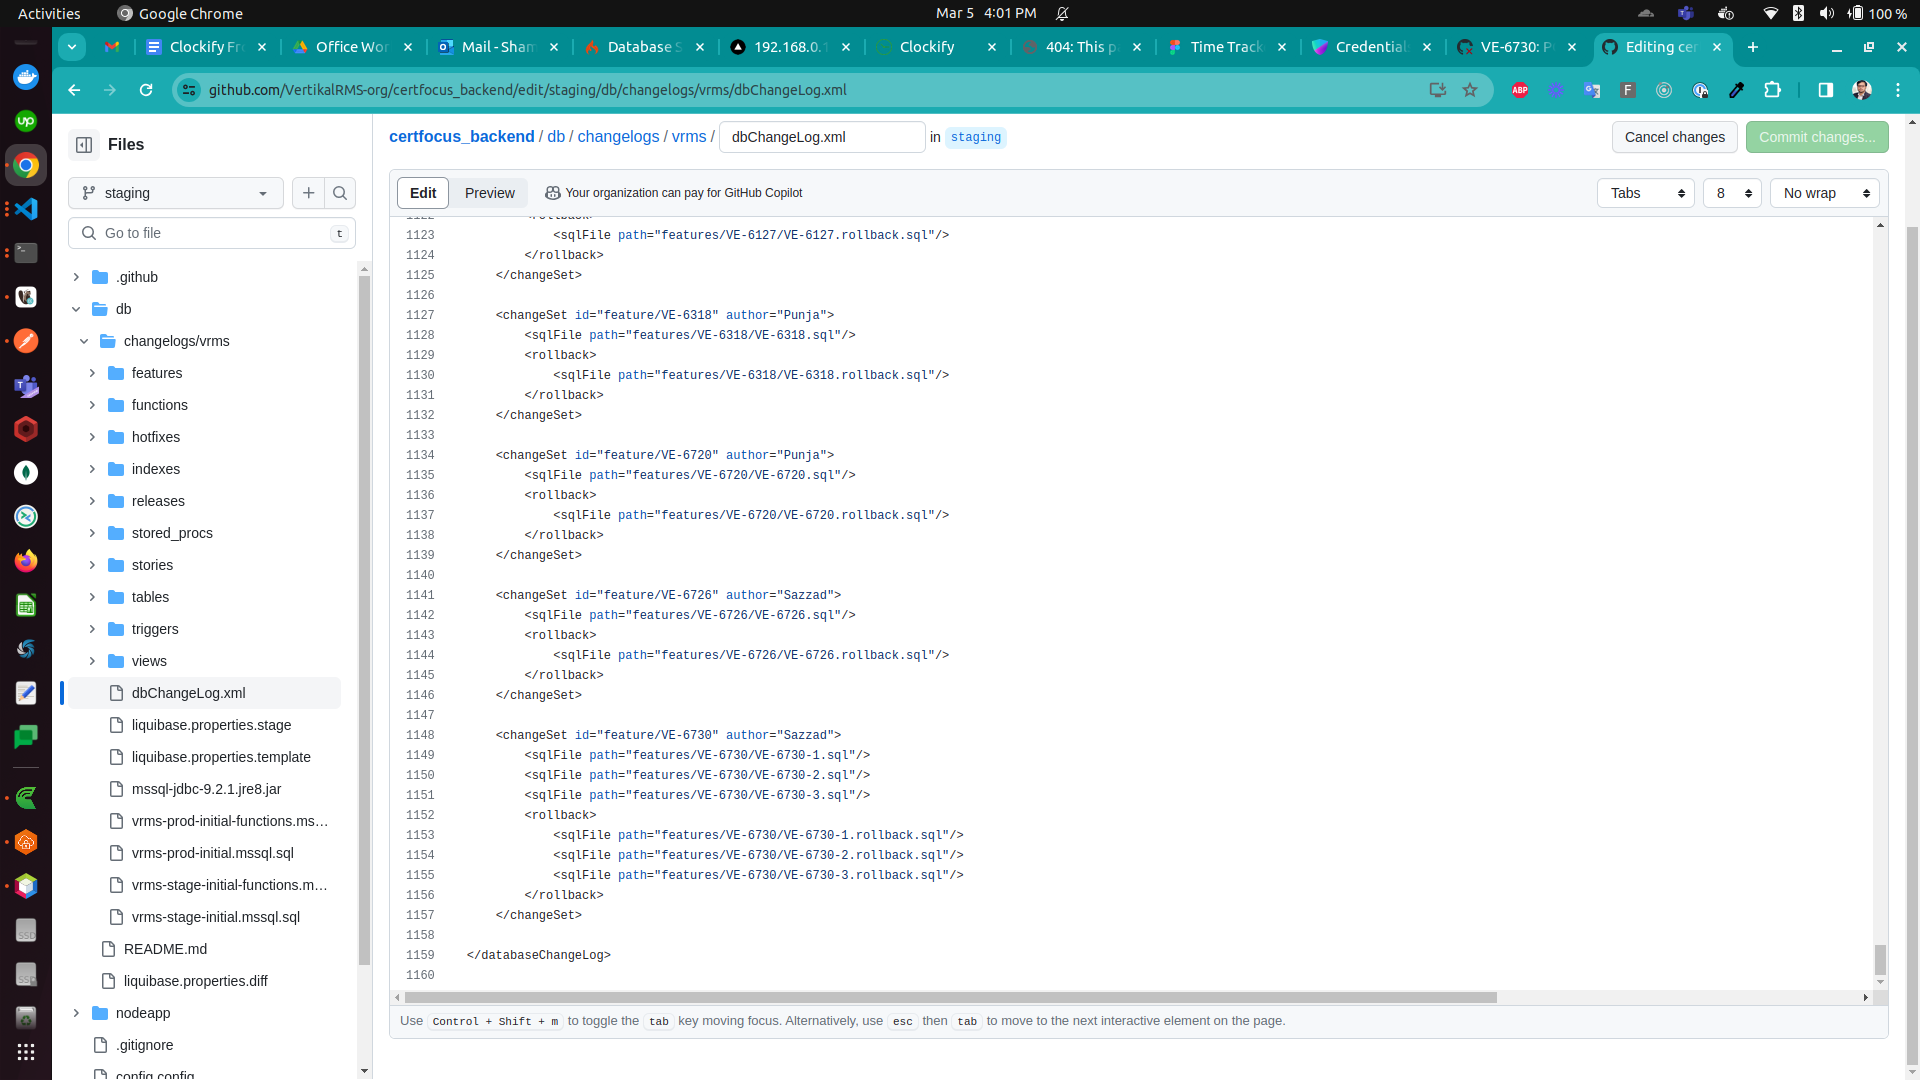 Activities
Google Chrome
Mar 5 4:01 PM
100 %
Clockify Fr
Office Wor
Mail - Sham
Database S
192.168.0.1
Clockify
404: This pa
Time Track
Credentials
VE-6730: P
Editing cer
github.com/VertikalRMS-org/certfocus_backend/edit/staging/db/changelogs/vrms/dbChangeLog.xml
Files
certfocus_backend / db / changelogs / vrms / dbChangeLog.xml in staging
Cancel changes
Commit changes...
staging
Edit
Preview
Your organization can pay for GitHub Copilot
Tabs
8
No wrap
Go to file
t
.github
db
changelogs/vrms
features
functions
hotfixes
indexes
releases
stored_procs
stories
tables
triggers
views
dbChangeLog.xml
liquibase.properties.stage
liquibase.properties.template
mssql-jdbc-9.2.1.jre8.jar
vrms-prod-initial-functions.ms…
vrms-prod-initial.mssql.sql
vrms-stage-initial-functions.m…
vrms-stage-initial.mssql.sql
README.md
liquibase.properties.diff
nodeapp
.gitignore
config.config
1122 <rollback>
1123 <sqlFile path="features/VE-6127/VE-6127.rollback.sql"/>
1124 </rollback>
1125 </changeSet>
1126
1127 <changeSet id="feature/VE-6318" author="Punja">
1128 <sqlFile path="features/VE-6318/VE-6318.sql"/>
1129 <rollback>
1130 <sqlFile path="features/VE-6318/VE-6318.rollback.sql"/>
1131 </rollback>
1132 </changeSet>
1133
1134 <changeSet id="feature/VE-6720" author="Punja">
1135 <sqlFile path="features/VE-6720/VE-6720.sql"/>
1136 <rollback>
1137 <sqlFile path="features/VE-6720/VE-6720.rollback.sql"/>
1138 </rollback>
1139 </changeSet>
1140
1141 <changeSet id="feature/VE-6726" author="Sazzad">
1142 <sqlFile path="features/VE-6726/VE-6726.sql"/>
1143 <rollback>
1144 <sqlFile path="features/VE-6726/VE-6726.rollback.sql"/>
1145 </rollback>
1146 </changeSet>
1147
1148 <changeSet id="feature/VE-6730" author="Sazzad">
1149 <sqlFile path="features/VE-6730/VE-6730-1.sql"/>
1150 <sqlFile path="features/VE-6730/VE-6730-2.sql"/>
1151 <sqlFile path="features/VE-6730/VE-6730-3.sql"/>
1152 <rollback>
1153 <sqlFile path="features/VE-6730/VE-6730-1.rollback.sql"/>
1154 <sqlFile path="features/VE-6730/VE-6730-2.rollback.sql"/>
1155 <sqlFile path="features/VE-6730/VE-6730-3.rollback.sql"/>
1156 </rollback>
1157 </changeSet>
1158
1159 </databaseChangeLog>
1160
Use Control + Shift + m to toggle the tab key moving focus. Alternatively, use esc then tab to move to the next interactive element on the page.